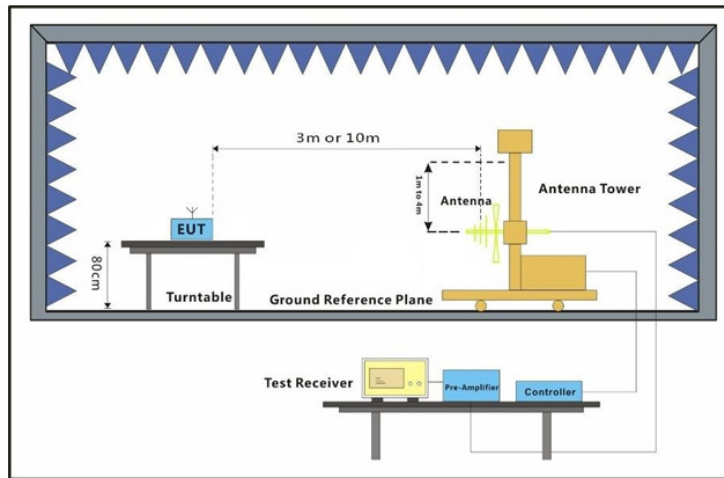 3m or 10m
1m to 4m
Antenna
Antenna Tower
EUT
80cm
Turntable
Ground Reference Plane
Test Receiver
Pre-Amplifier
Controller